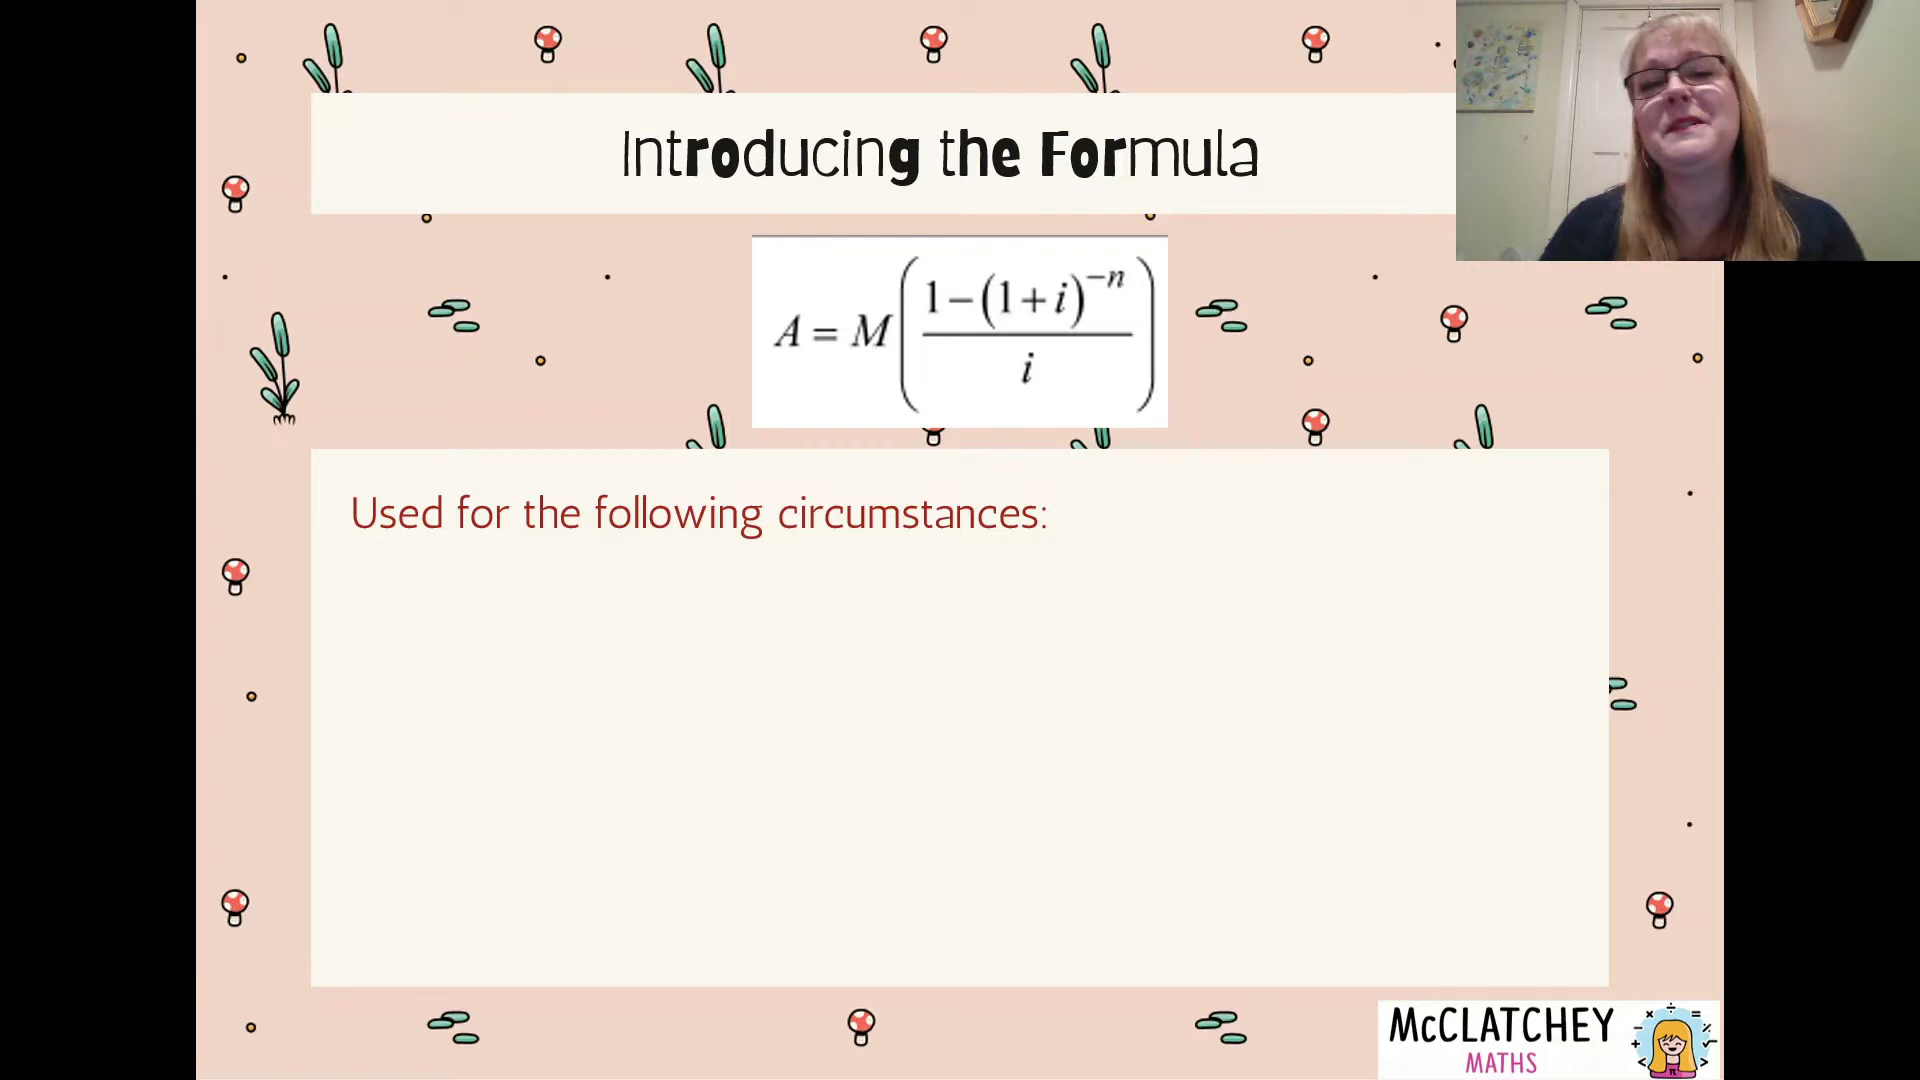 Introducing the Formula
A = M ( 1 − (1 + i)^−n / i )
Used for the following circumstances:
McCLATCHEY
MATHS